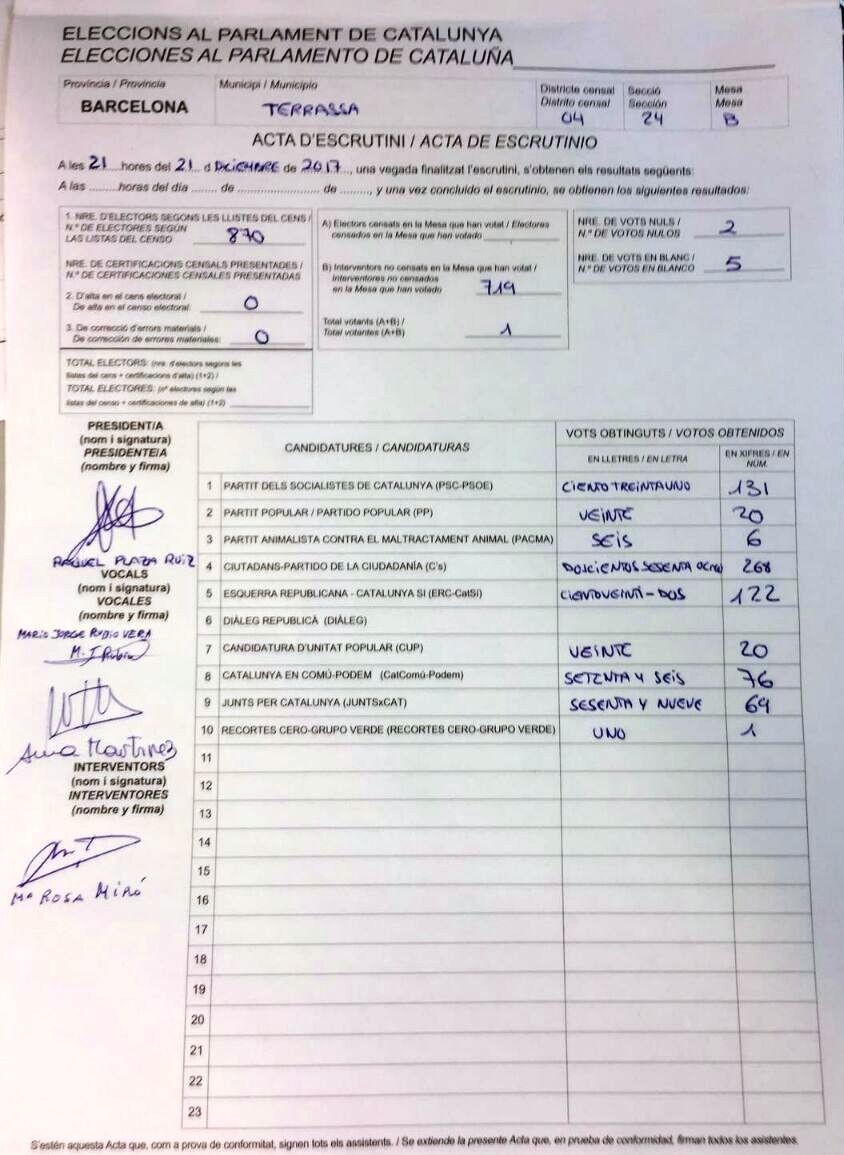 ELECCIONS AL PARLAMENT DE CATALUNYA
ELECCIONES AL PARLAMENTO DE CATALUÑA
Provincia / Provincia
BARCELONA
Municipi / Municipio
TERRASSA
Districte censal
Distrito censal
04
Secció
Sección
24
Mesa
Mesa
B
ACTA D'ESCRUTINI / ACTA DE ESCRUTINIO
A les 21 hores del 21 d DICIEMBRE de 2017, una vegada finalitzat l'escrutini, s'obtenen els resultats següents:
A las ........horas del día ....... de ...................... de ........, y una vez concluido el escrutinio, se obtienen los siguientes resultados:
1. NRE. D'ELECTORS SEGONS LES LLISTES DEL CENS /
N.º DE ELECTORES SEGÚN
LAS LISTAS DEL CENSO 870
NRE. DE CERTIFICACIONS CENSALS PRESENTADES /
N.º DE CERTIFICACIONES CENSALES PRESENTADAS
2. D'alta en el cens electoral /
De alta en el censo electoral: 0
3. De correcció d'errors materials /
De corrección de errores materiales: 0
TOTAL ELECTORS: (nre. d'electors segons les
llistes del cens + certificacions d'alta) (1+2) /
TOTAL ELECTORES: (nº electores según las
listas del censo + certificaciones de alta) (1+2)
A) Electors censats en la Mesa que han votat / Electores
censados en la Mesa que han votado
B) Interventors no censats en la Mesa que han votat /
Interventores no censados
en la Mesa que han votado 719
Total votants (A+B) /
Total votantes (A+B) 1
NRE. DE VOTS NULS /
N.º DE VOTOS NULOS 2
NRE. DE VOTS EN BLANC /
N.º DE VOTOS EN BLANCO 5
PRESIDENT/A
(nom i signatura)
PRESIDENTE/A
(nombre y firma)
RAQUEL PLAZA RUIZ
VOCALS
(nom i signatura)
VOCALES
(nombre y firma)
MARIO JORGE RUBIO VERA
M. J Rubio
Anna Martinez
INTERVENTORS
(nom i signatura)
INTERVENTORES
(nombre y firma)
Mª ROSA MIRÓ
CANDIDATURES / CANDIDATURAS
VOTS OBTINGUTS / VOTOS OBTENIDOS
EN LLETRES / EN LETRA
EN XIFRES / EN NÚM.
1 PARTIT DELS SOCIALISTES DE CATALUNYA (PSC-PSOE) CIENTO TREINTAUNO 131
2 PARTIT POPULAR / PARTIDO POPULAR (PP) VEINTE 20
3 PARTIT ANIMALISTA CONTRA EL MALTRACTAMENT ANIMAL (PACMA) SEIS 6
4 CIUTADANS-PARTIDO DE LA CIUDADANÍA (C's) DOSCIENTOS SESENTA OCHO 268
5 ESQUERRA REPUBLICANA - CATALUNYA SI (ERC-CatSí) CIENTOVEINTI-DOS 122
6 DIÀLEG REPUBLICÀ (DIÀLEG)
7 CANDIDATURA D'UNITAT POPULAR (CUP) VEINTE 20
8 CATALUNYA EN COMÚ-PODEM (CatComú-Podem) SETENTA Y SEIS 76
9 JUNTS PER CATALUNYA (JUNTSxCAT) SESENTA Y NUEVE 69
10 RECORTES CERO-GRUPO VERDE (RECORTES CERO-GRUPO VERDE) UNO 1
11
12
13
14
15
16
17
18
19
20
21
22
23
S'estén aquesta Acta que, com a prova de conformitat, signen tots els assistents. / Se extiende la presente Acta que, en prueba de conformidad, firman todos los asistentes.